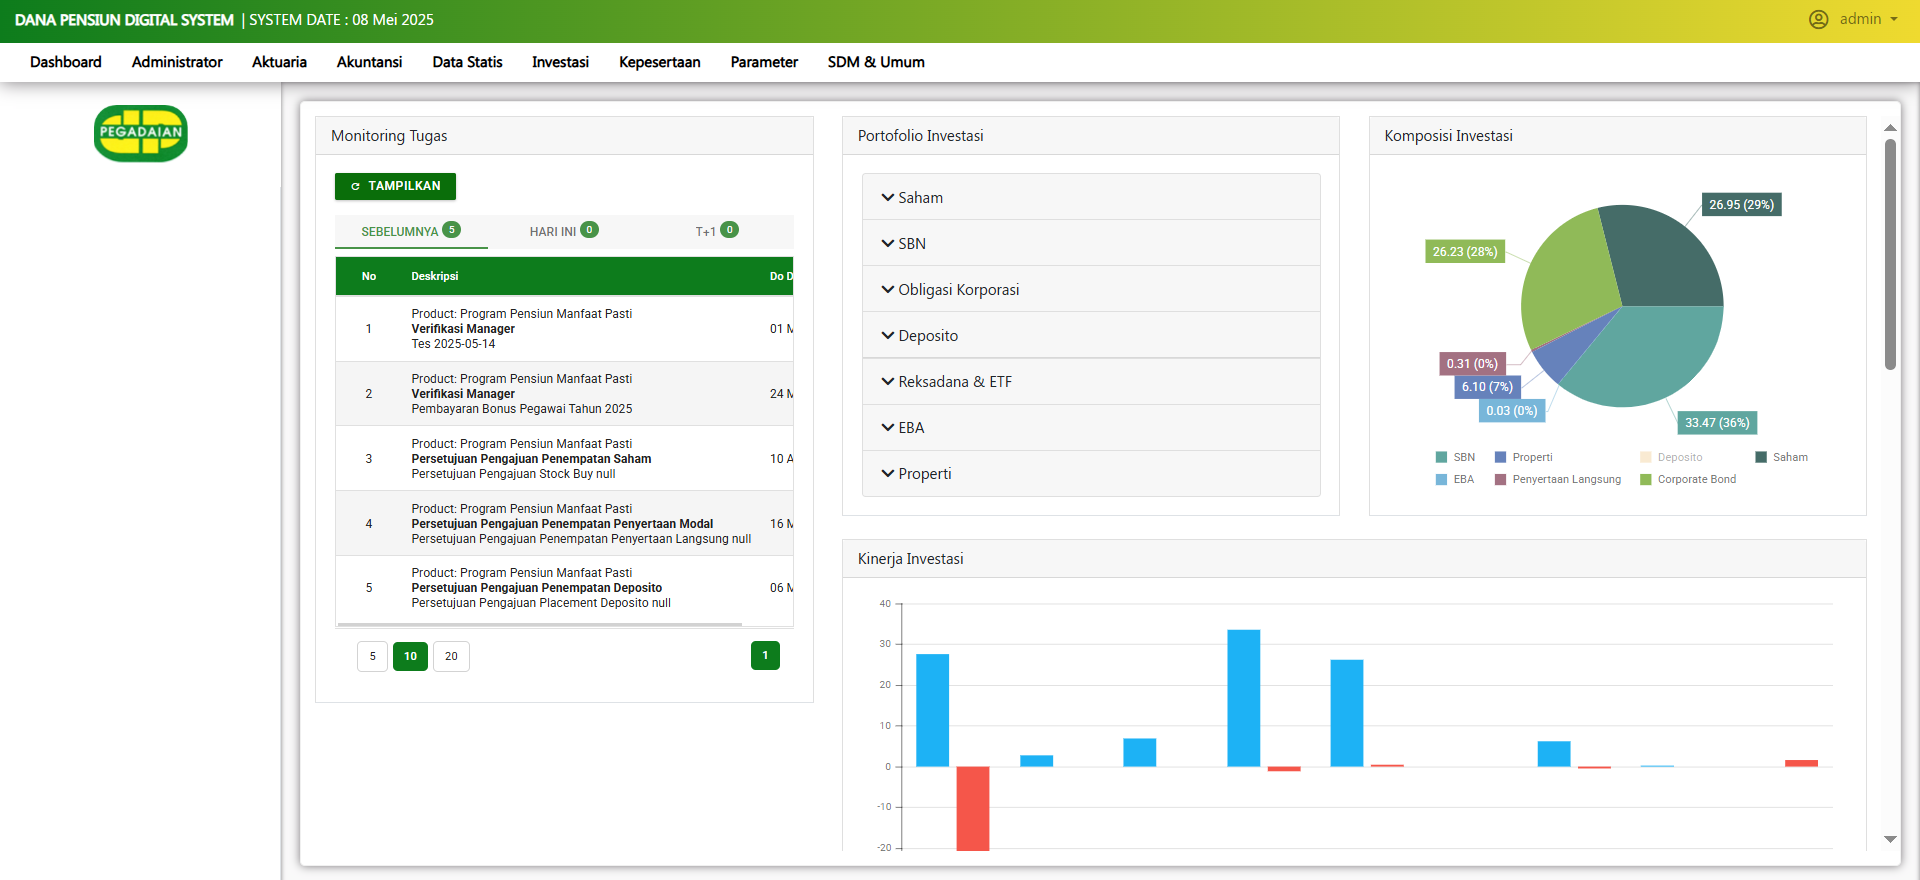 DANA PENSIUN DIGITAL SYSTEM | SYSTEM DATE : 08 Mei 2025
admin
Dashboard Administrator Aktuaria Akuntansi Data Statis Investasi Kepesertaan Parameter SDM & Umum
PEGADAIAN
Monitoring Tugas
TAMPILKAN
SEBELUMNYA 5 HARI INI 0 T+1 0
No Deskripsi Do D
Product: Program Pensiun Manfaat Pasti
1 Verifikasi Manager 01 M
Tes 2025-05-14
Product: Program Pensiun Manfaat Pasti
2 Verifikasi Manager 24 M
Pembayaran Bonus Pegawai Tahun 2025
Product: Program Pensiun Manfaat Pasti
3 Persetujuan Pengajuan Penempatan Saham 10 A
Persetujuan Pengajuan Stock Buy null
Product: Program Pensiun Manfaat Pasti
4 Persetujuan Pengajuan Penempatan Penyertaan Modal 16 M
Persetujuan Pengajuan Penempatan Penyertaan Langsung null
Product: Program Pensiun Manfaat Pasti
5 Persetujuan Pengajuan Penempatan Deposito 06 M
Persetujuan Pengajuan Placement Deposito null
5 10 20 1
Portofolio Investasi
Saham
SBN
Obligasi Korporasi
Deposito
Reksadana & ETF
EBA
Properti
Komposisi Investasi
26.95 (29%)
26.23 (28%)
0.31 (0%)
6.10 (7%)
0.03 (0%)
33.47 (36%)
SBN Properti Deposito Saham
EBA Penyertaan Langsung Corporate Bond
Kinerja Investasi
40
30
20
10
0
-10
-20